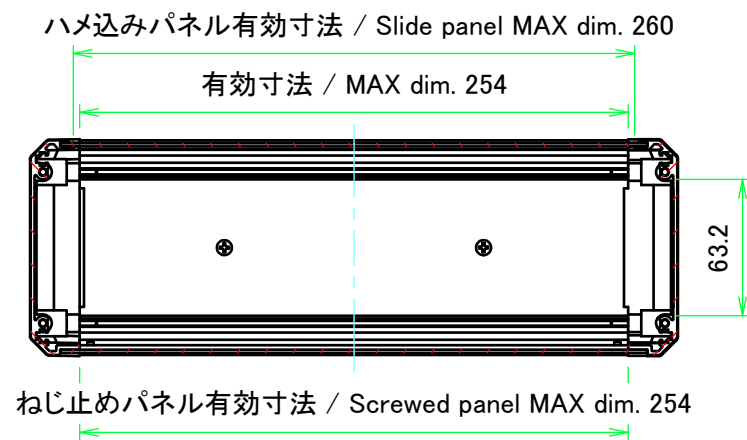 ハメ込みパネル有効寸法 / Slide panel MAX dim. 260
有効寸法 / MAX dim. 254
63.2
ねじ止めパネル有効寸法 / Screwed panel MAX dim. 254